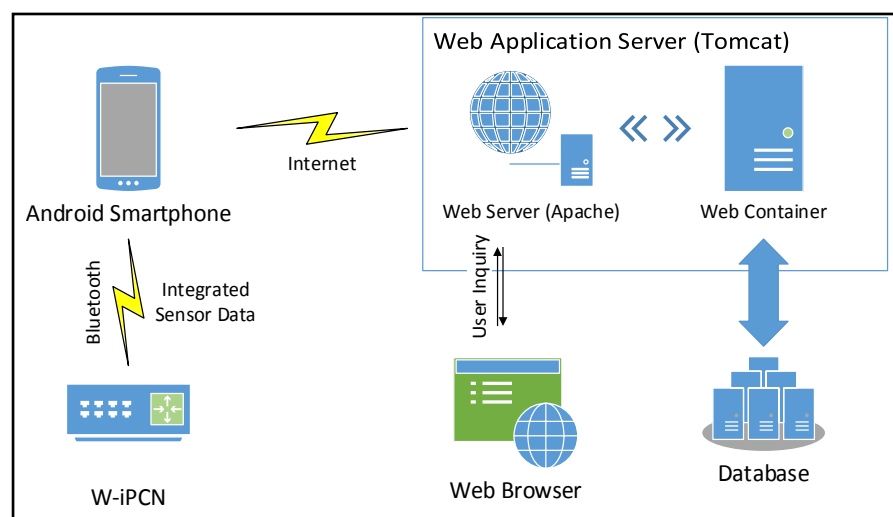 Web Application Server (Tomcat)
Internet
Android Smartphone
Web Server (Apache)
Web Container
Bluetooth
Integrated
Sensor Data
User Inquiry
W-iPCN
Web Browser
Database